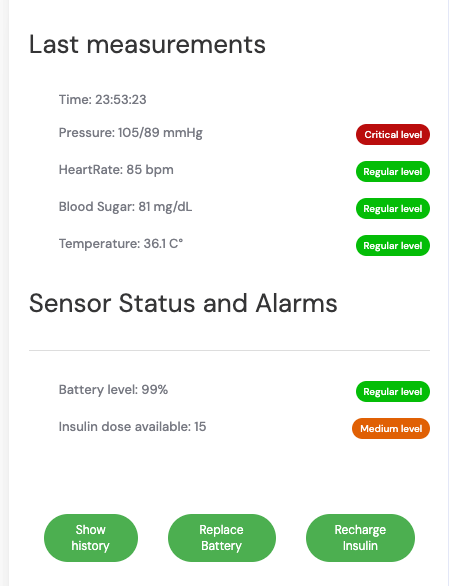 Last measurements
Time: 23:53:23
Pressure: 105/89 mmHg
Critical level
HeartRate: 85 bpm
Regular level
Blood Sugar: 81 mg/dL
Regular level
Temperature: 36.1 C°
Regular level
Sensor Status and Alarms
Battery level: 99%
Regular level
Insulin dose available: 15
Medium level
Show
history
Replace
Battery
Recharge
Insulin